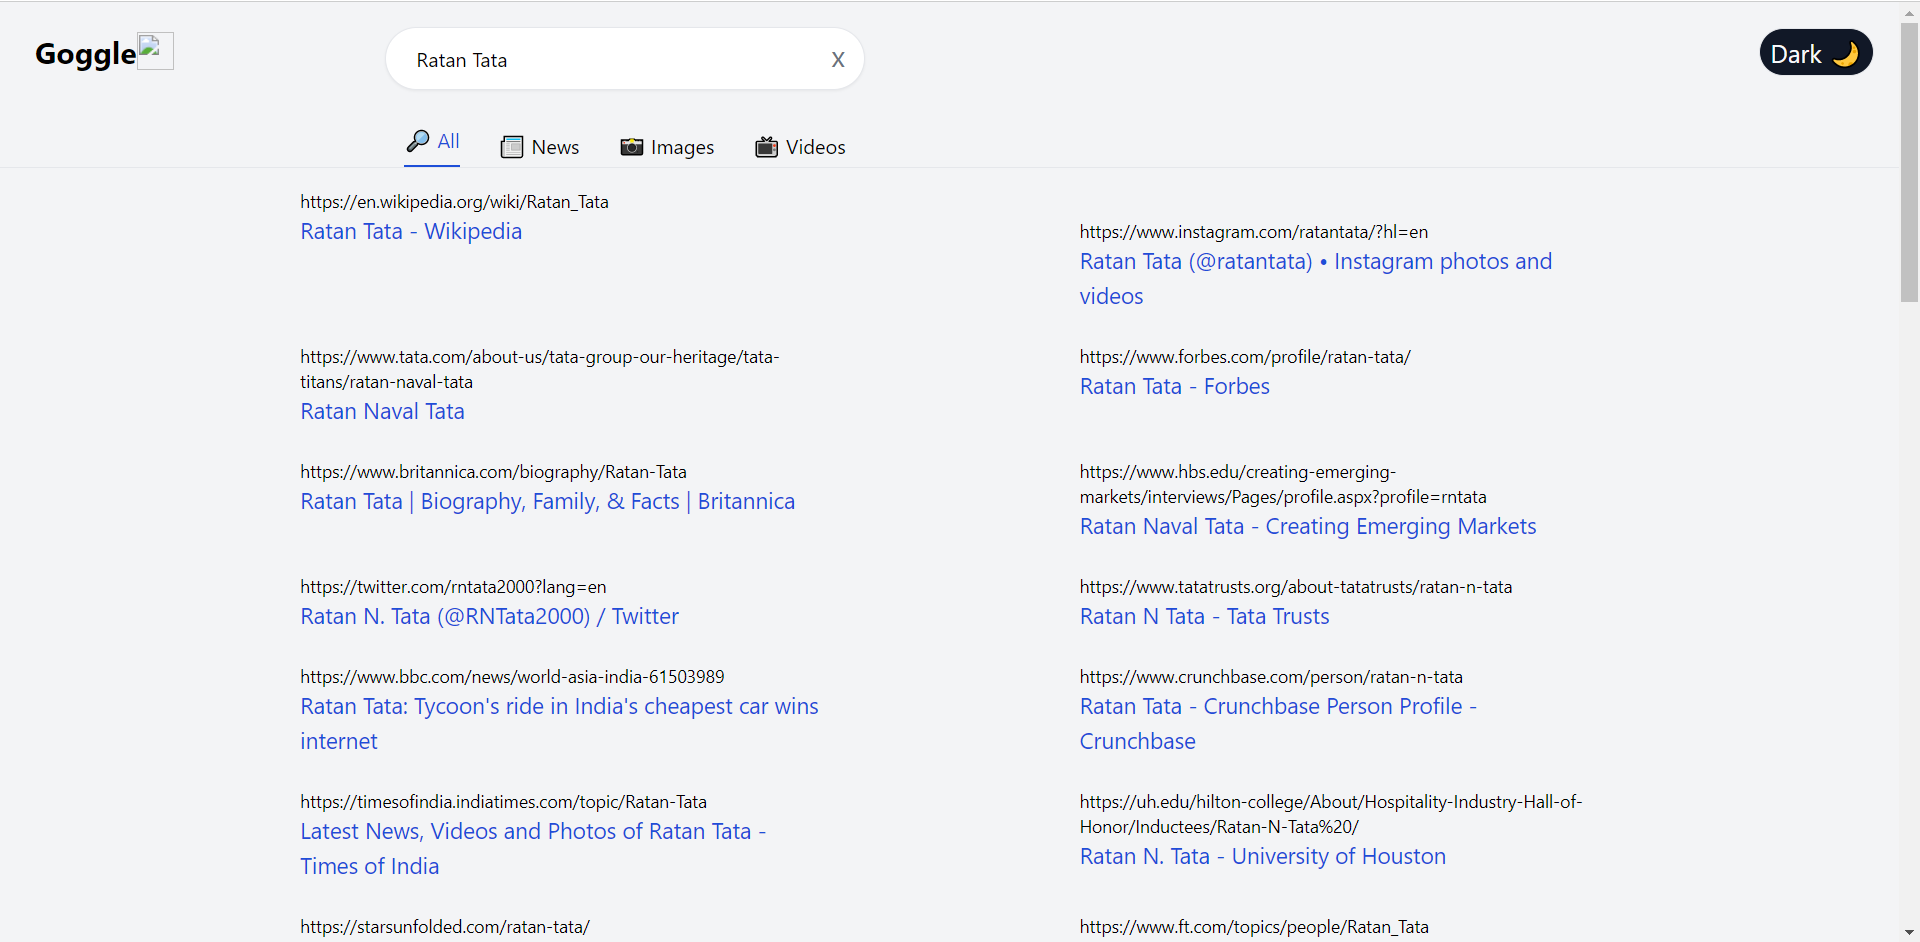 Goggle
Ratan Tata X
Dark
All News Images Videos
https://en.wikipedia.org/wiki/Ratan_Tata
Ratan Tata - Wikipedia
https://www.instagram.com/ratantata/?hl=en
Ratan Tata (@ratantata) • Instagram photos and
videos
https://www.tata.com/about-us/tata-group-our-heritage/tata-
titans/ratan-naval-tata
Ratan Naval Tata
https://www.forbes.com/profile/ratan-tata/
Ratan Tata - Forbes
https://www.britannica.com/biography/Ratan-Tata
Ratan Tata | Biography, Family, & Facts | Britannica
https://www.hbs.edu/creating-emerging-
markets/interviews/Pages/profile.aspx?profile=rntata
Ratan Naval Tata - Creating Emerging Markets
https://twitter.com/rntata2000?lang=en
Ratan N. Tata (@RNTata2000) / Twitter
https://www.tatatrusts.org/about-tatatrusts/ratan-n-tata
Ratan N Tata - Tata Trusts
https://www.bbc.com/news/world-asia-india-61503989
Ratan Tata: Tycoon's ride in India's cheapest car wins
internet
https://www.crunchbase.com/person/ratan-n-tata
Ratan Tata - Crunchbase Person Profile -
Crunchbase
https://timesofindia.indiatimes.com/topic/Ratan-Tata
Latest News, Videos and Photos of Ratan Tata -
Times of India
https://uh.edu/hilton-college/About/Hospitality-Industry-Hall-of-
Honor/Inductees/Ratan-N-Tata%20/
Ratan N. Tata - University of Houston
https://starsunfolded.com/ratan-tata/
https://www.ft.com/topics/people/Ratan_Tata